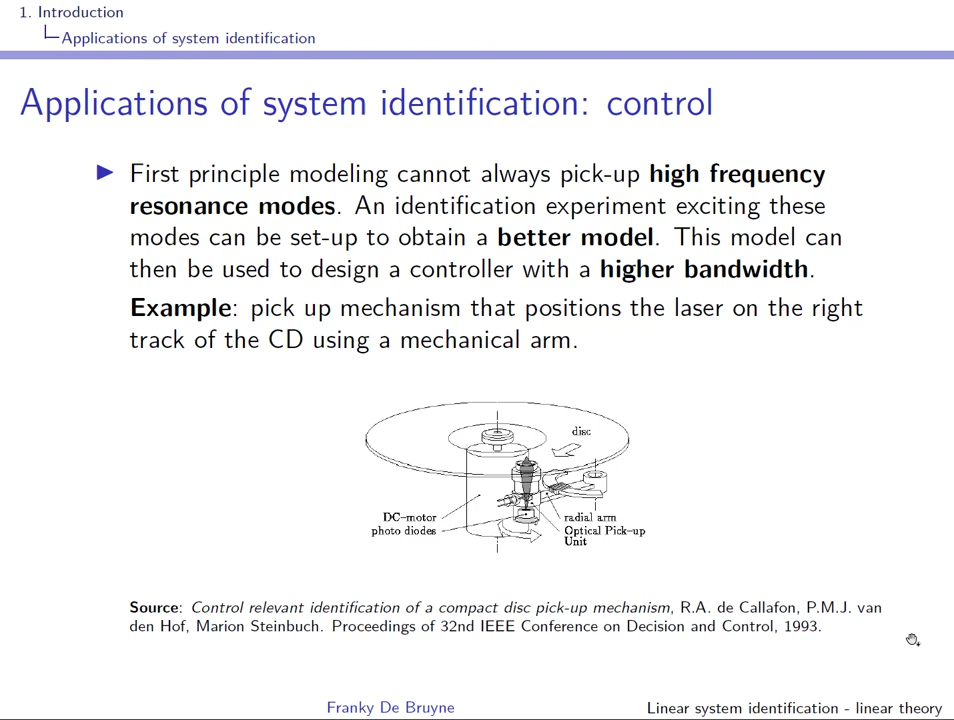 1. Introduction
Applications of system identification
Applications of system identification: control
First principle modeling cannot always pick-up high frequency
resonance modes. An identification experiment exciting these
modes can be set-up to obtain a better model. This model can
then be used to design a controller with a higher bandwidth.
Example: pick up mechanism that positions the laser on the right
track of the CD using a mechanical arm.
disc
DC-motor
photo diodes
radial arm
Optical Pick-up
Unit
Source: Control relevant identification of a compact disc pick-up mechanism, R.A. de Callafon, P.M.J. van
den Hof, Marion Steinbuch. Proceedings of 32nd IEEE Conference on Decision and Control, 1993.
Franky De Bruyne
Linear system identification - linear theory